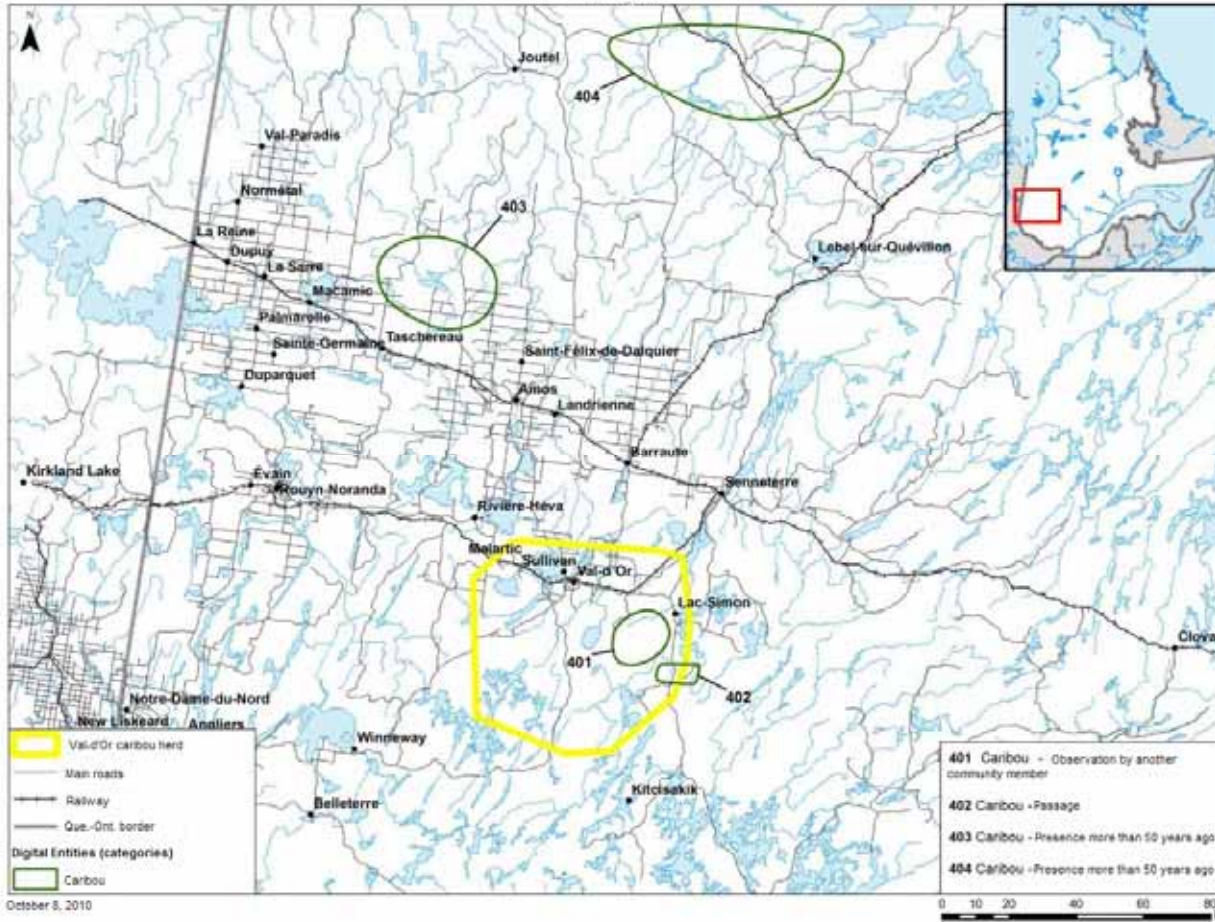 N
Joutel
404
Val-Paradis
Normétal
403
La Reine
Lebel-sur-Quévillon
Dupuy
La Sarre
Macamic
Palmarolle
Taschereau
Sainte-Germaine
Saint-Félix-de-Dalquier
Duparquet
Amos
Landrienne
Barraute
Kirkland Lake
Évain
Senneterre
Rouyn-Noranda
Rivière-Héva
Malartic
Sullivan
Val-d'Or
Lac-Simon
Clova
401
402
Notre-Dame-du-Nord
New Liskeard
Angliers
Winneway
Kitcisakik
Belleterre
Val-d'Or caribou herd
Main roads
Railway
Que.-Ont. border
Digital Entities (categories)
Caribou
401 Caribou - Observation by another
community member
402 Caribou - Passage
403 Caribou - Presence more than 50 years ago
404 Caribou - Presence more than 50 years ago
October 8, 2010
0 10 20 40 60 80